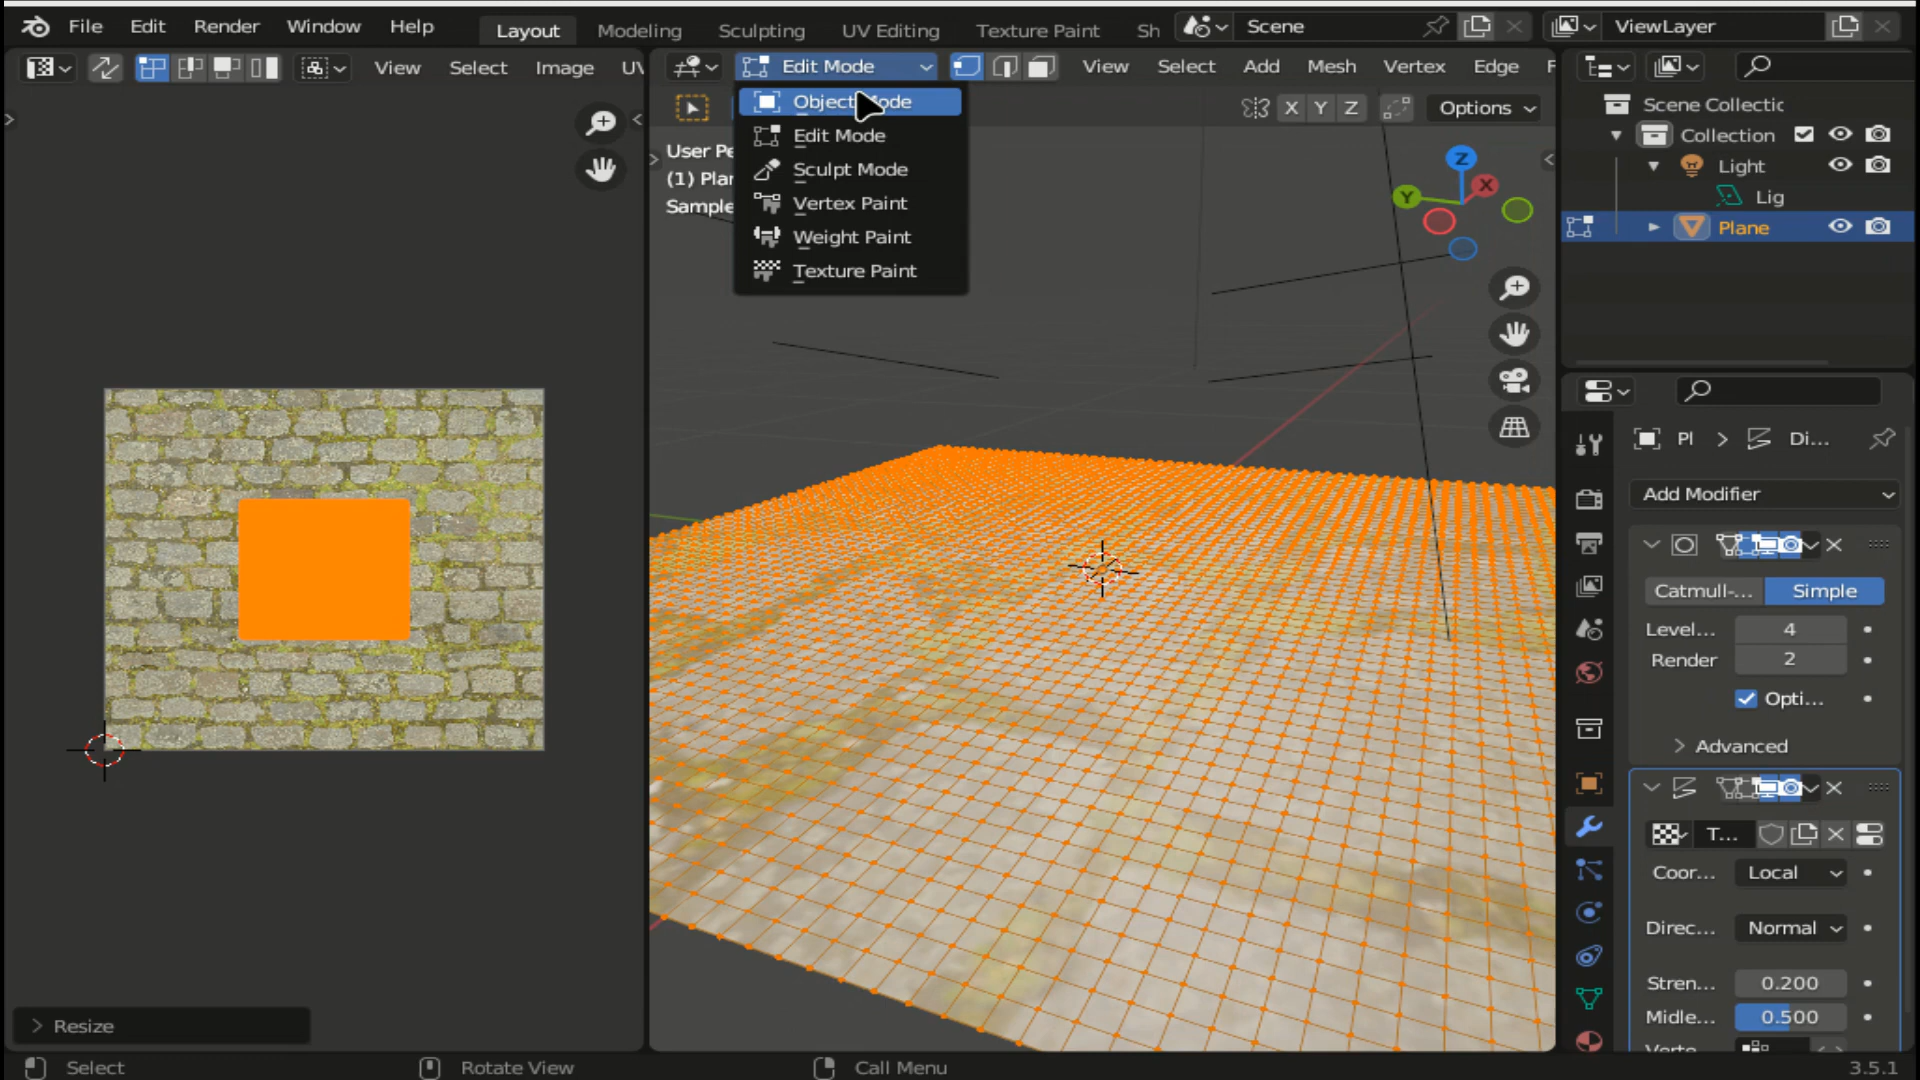 File Edit Render Window Help Layout Modeling Sculpting UV Editing Texture Paint Sh Scene ViewLayer
View Select Image UV
Edit Mode View Select Add Mesh Vertex Edge F
Object Mode
Edit Mode
Sculpt Mode
Vertex Paint
Weight Paint
Texture Paint
X Y Z Options
User Pe
(1) Plan
Sample
Z
X
Y
Scene Collectic
Collection
Light
Lig
Plane
Pl > Di...
Add Modifier
Catmull-... Simple
Level... 4
Render 2
Opti...
Advanced
T...
Coor... Local
Direc... Normal
Stren... 0.200
Midle... 0.500
Verte
Resize
Select Rotate View Call Menu 3.5.1